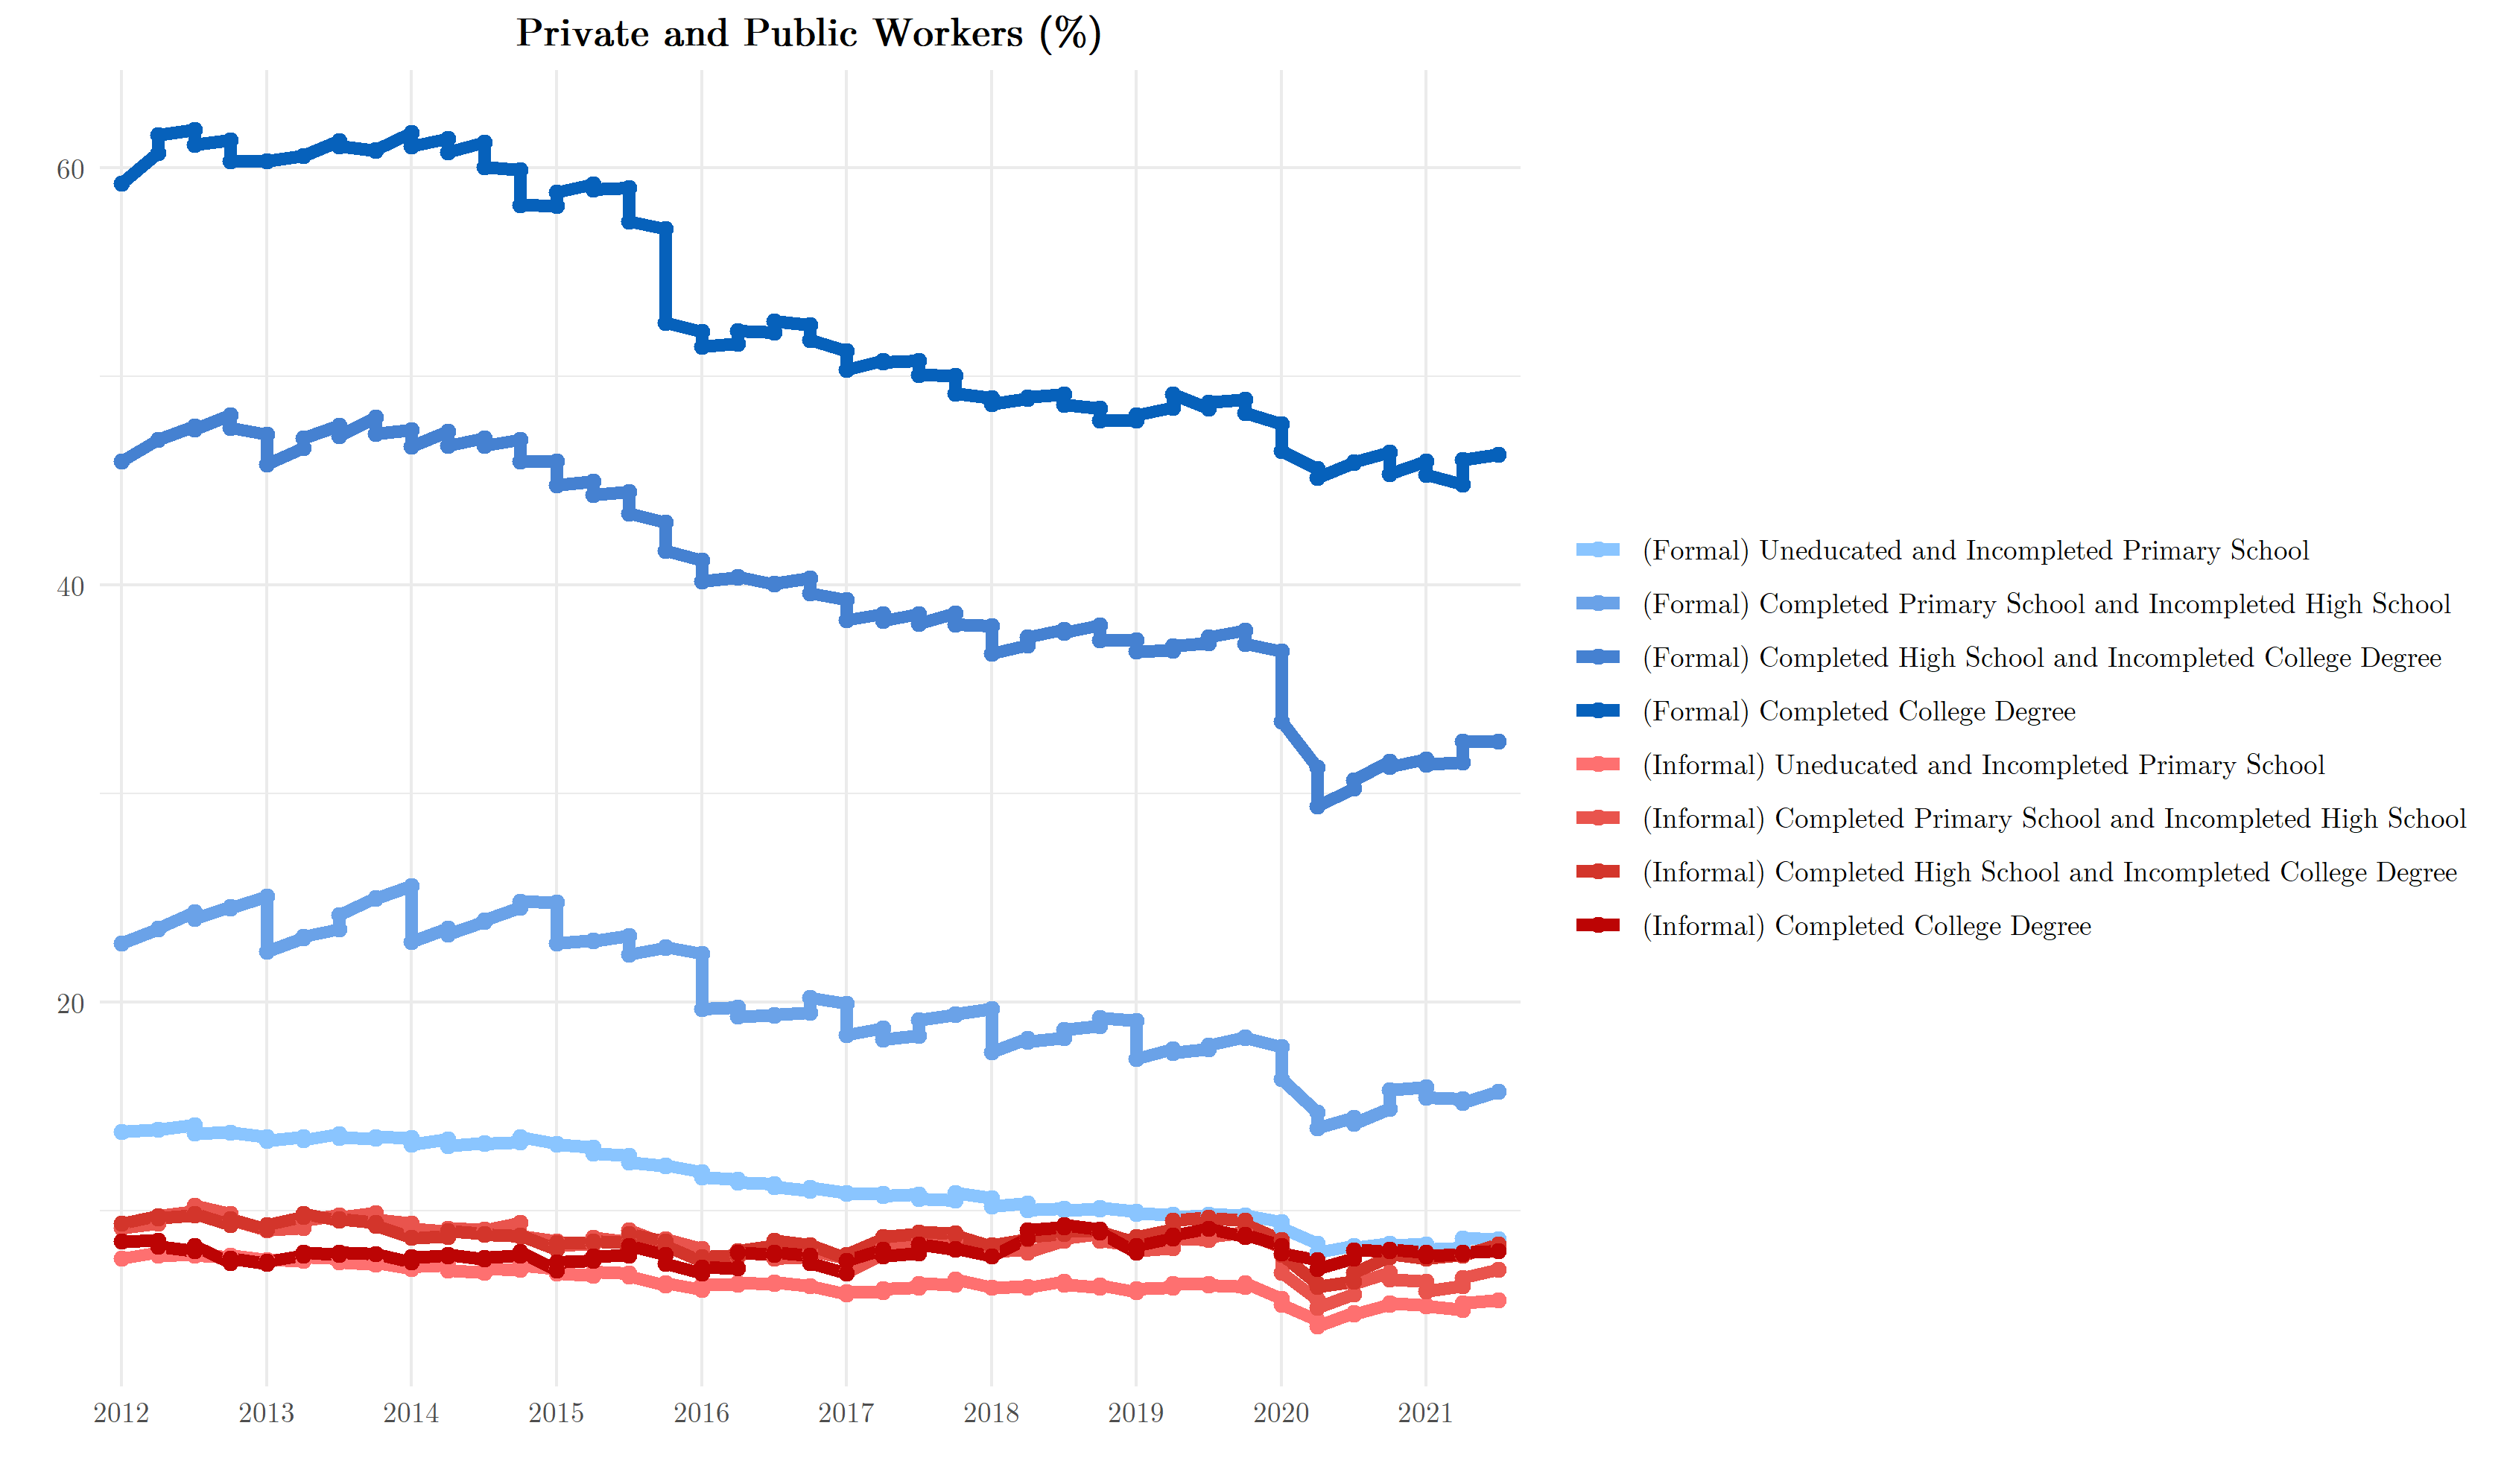 Private and Public Workers (%)
60
40
20
2012 2013 2014 2015 2016 2017 2018 2019 2020 2021
(Formal) Uneducated and Incompleted Primary School
(Formal) Completed Primary School and Incompleted High School
(Formal) Completed High School and Incompleted College Degree
(Formal) Completed College Degree
(Informal) Uneducated and Incompleted Primary School
(Informal) Completed Primary School and Incompleted High School
(Informal) Completed High School and Incompleted College Degree
(Informal) Completed College Degree